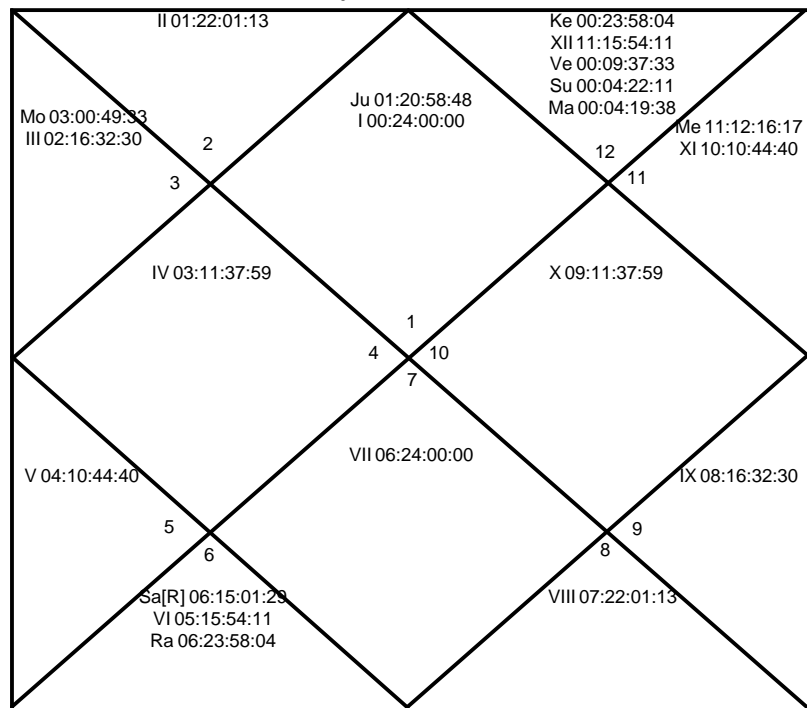 II 01:22:01:13
Ke 00:23:58:04
XII 11:15:54:11
Ve 00:09:37:33
Su 00:04:22:11
Ma 00:04:19:38
Ju 01:20:58:48
I 00:24:00:00
Mo 03:00:49:33
III 02:16:32:30
Me 11:12:16:17
XI 10:10:44:40
2
12
3
11
IV 03:11:37:59
X 09:11:37:59
1
4
10
7
VII 06:24:00:00
V 04:10:44:40
IX 08:16:32:30
5
9
6
8
Sa[R] 06:15:01:29
VI 05:15:54:11
Ra 06:23:58:04
VIII 07:22:01:13